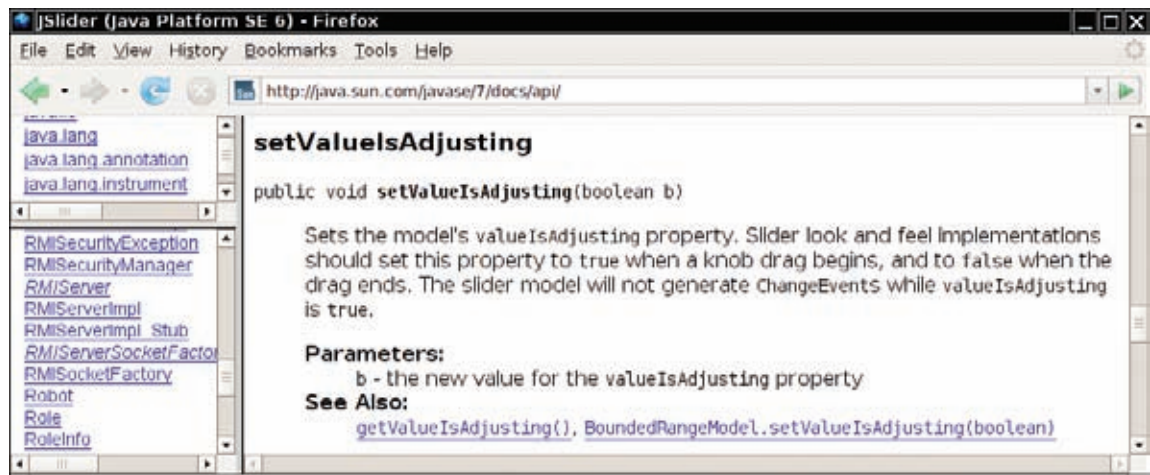 JSlider (Java Platform SE 6) - Firefox
File Edit View History Bookmarks Tools Help
http://java.sun.com/javase/7/docs/api/
java.lang
java.lang.annotation
java.lang.instrument
RMISecurityException
RMISecurityManager
RMIServer
RMIServerImpl
RMIServerImpl_Stub
RMIServerSocketFactor
RMISocketFactory
Robot
Role
RoleInfo
setValueIsAdjusting
public void setValueIsAdjusting(boolean b)
Sets the model's valueIsAdjusting property. Slider look and feel implementations
should set this property to true when a knob drag begins, and to false when the
drag ends. The slider model will not generate ChangeEvents while valueIsAdjusting
is true.
Parameters:
b - the new value for the valueIsAdjusting property
See Also:
getValueIsAdjusting(), BoundedRangeModel.setValueIsAdjusting(boolean)